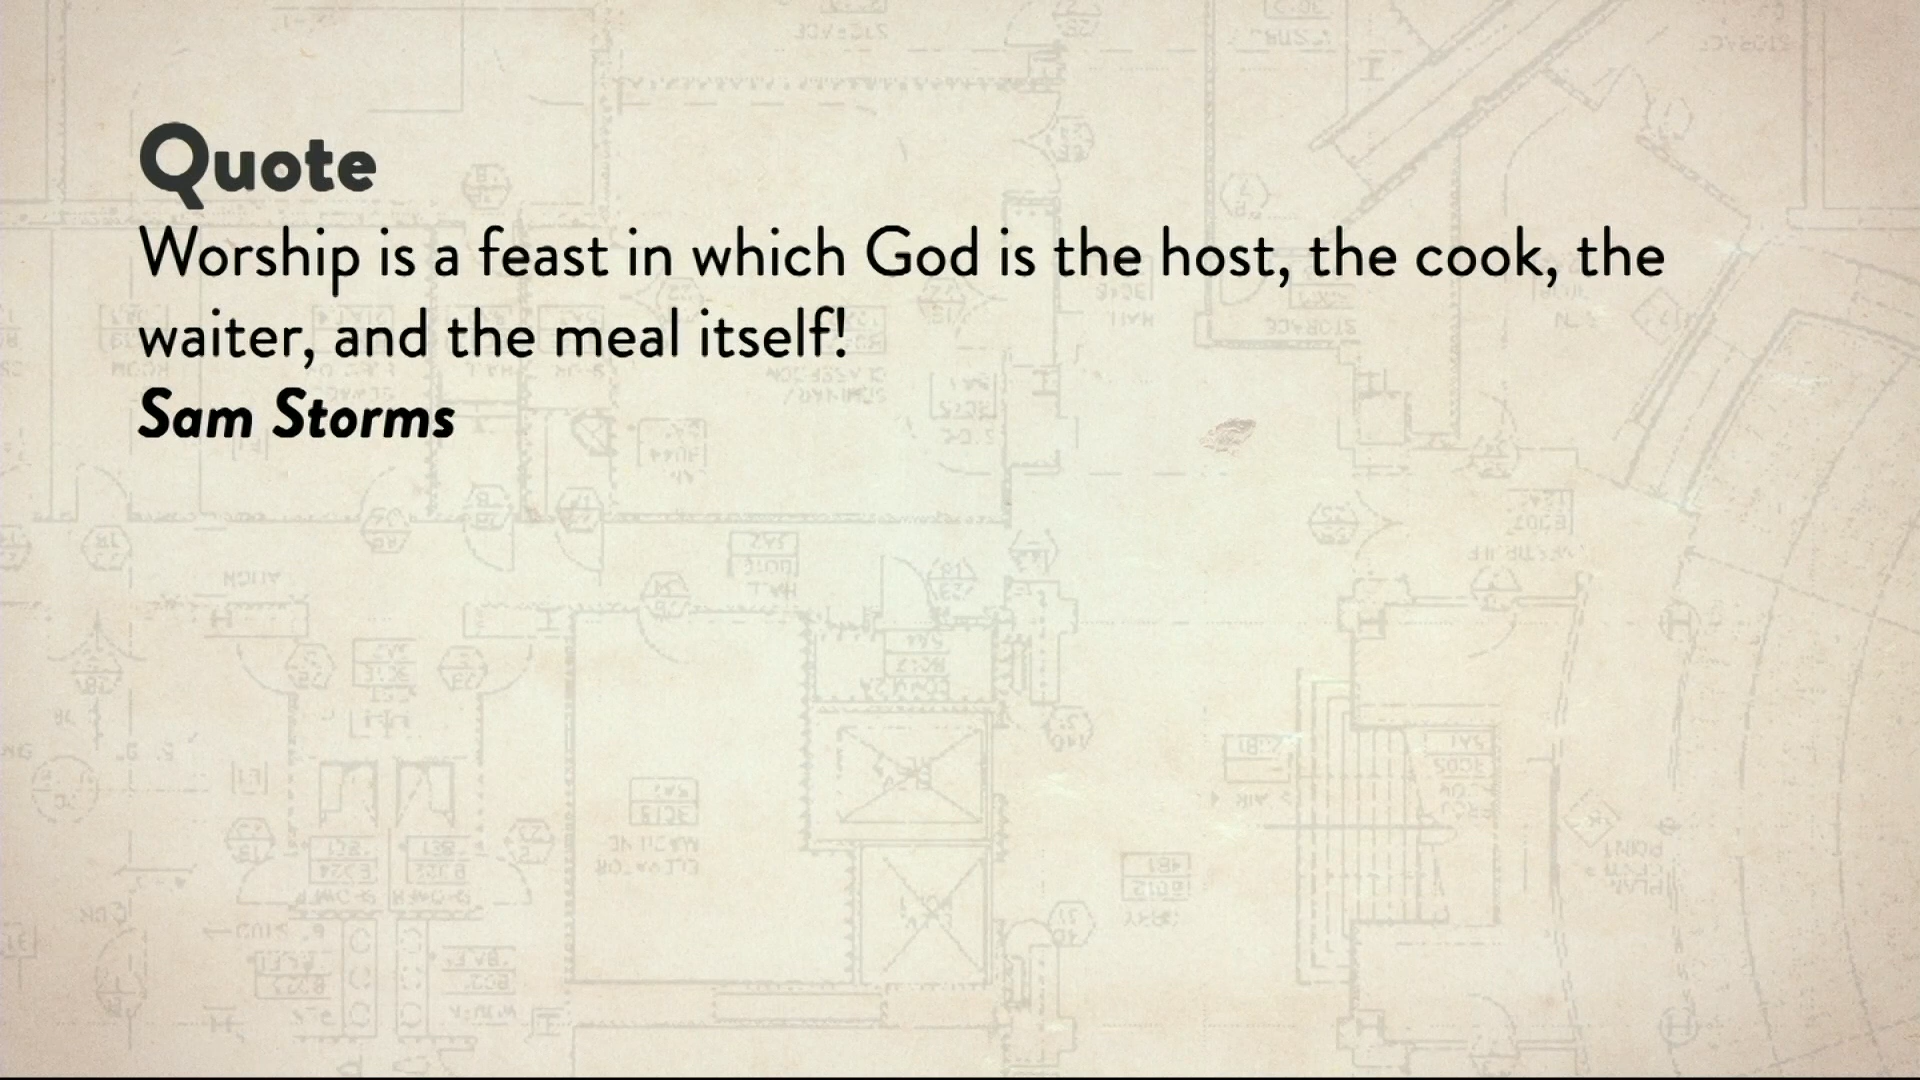 Quote
Worship is a feast in which God is the host, the cook, the
waiter, and the meal itself!
Sam Storms